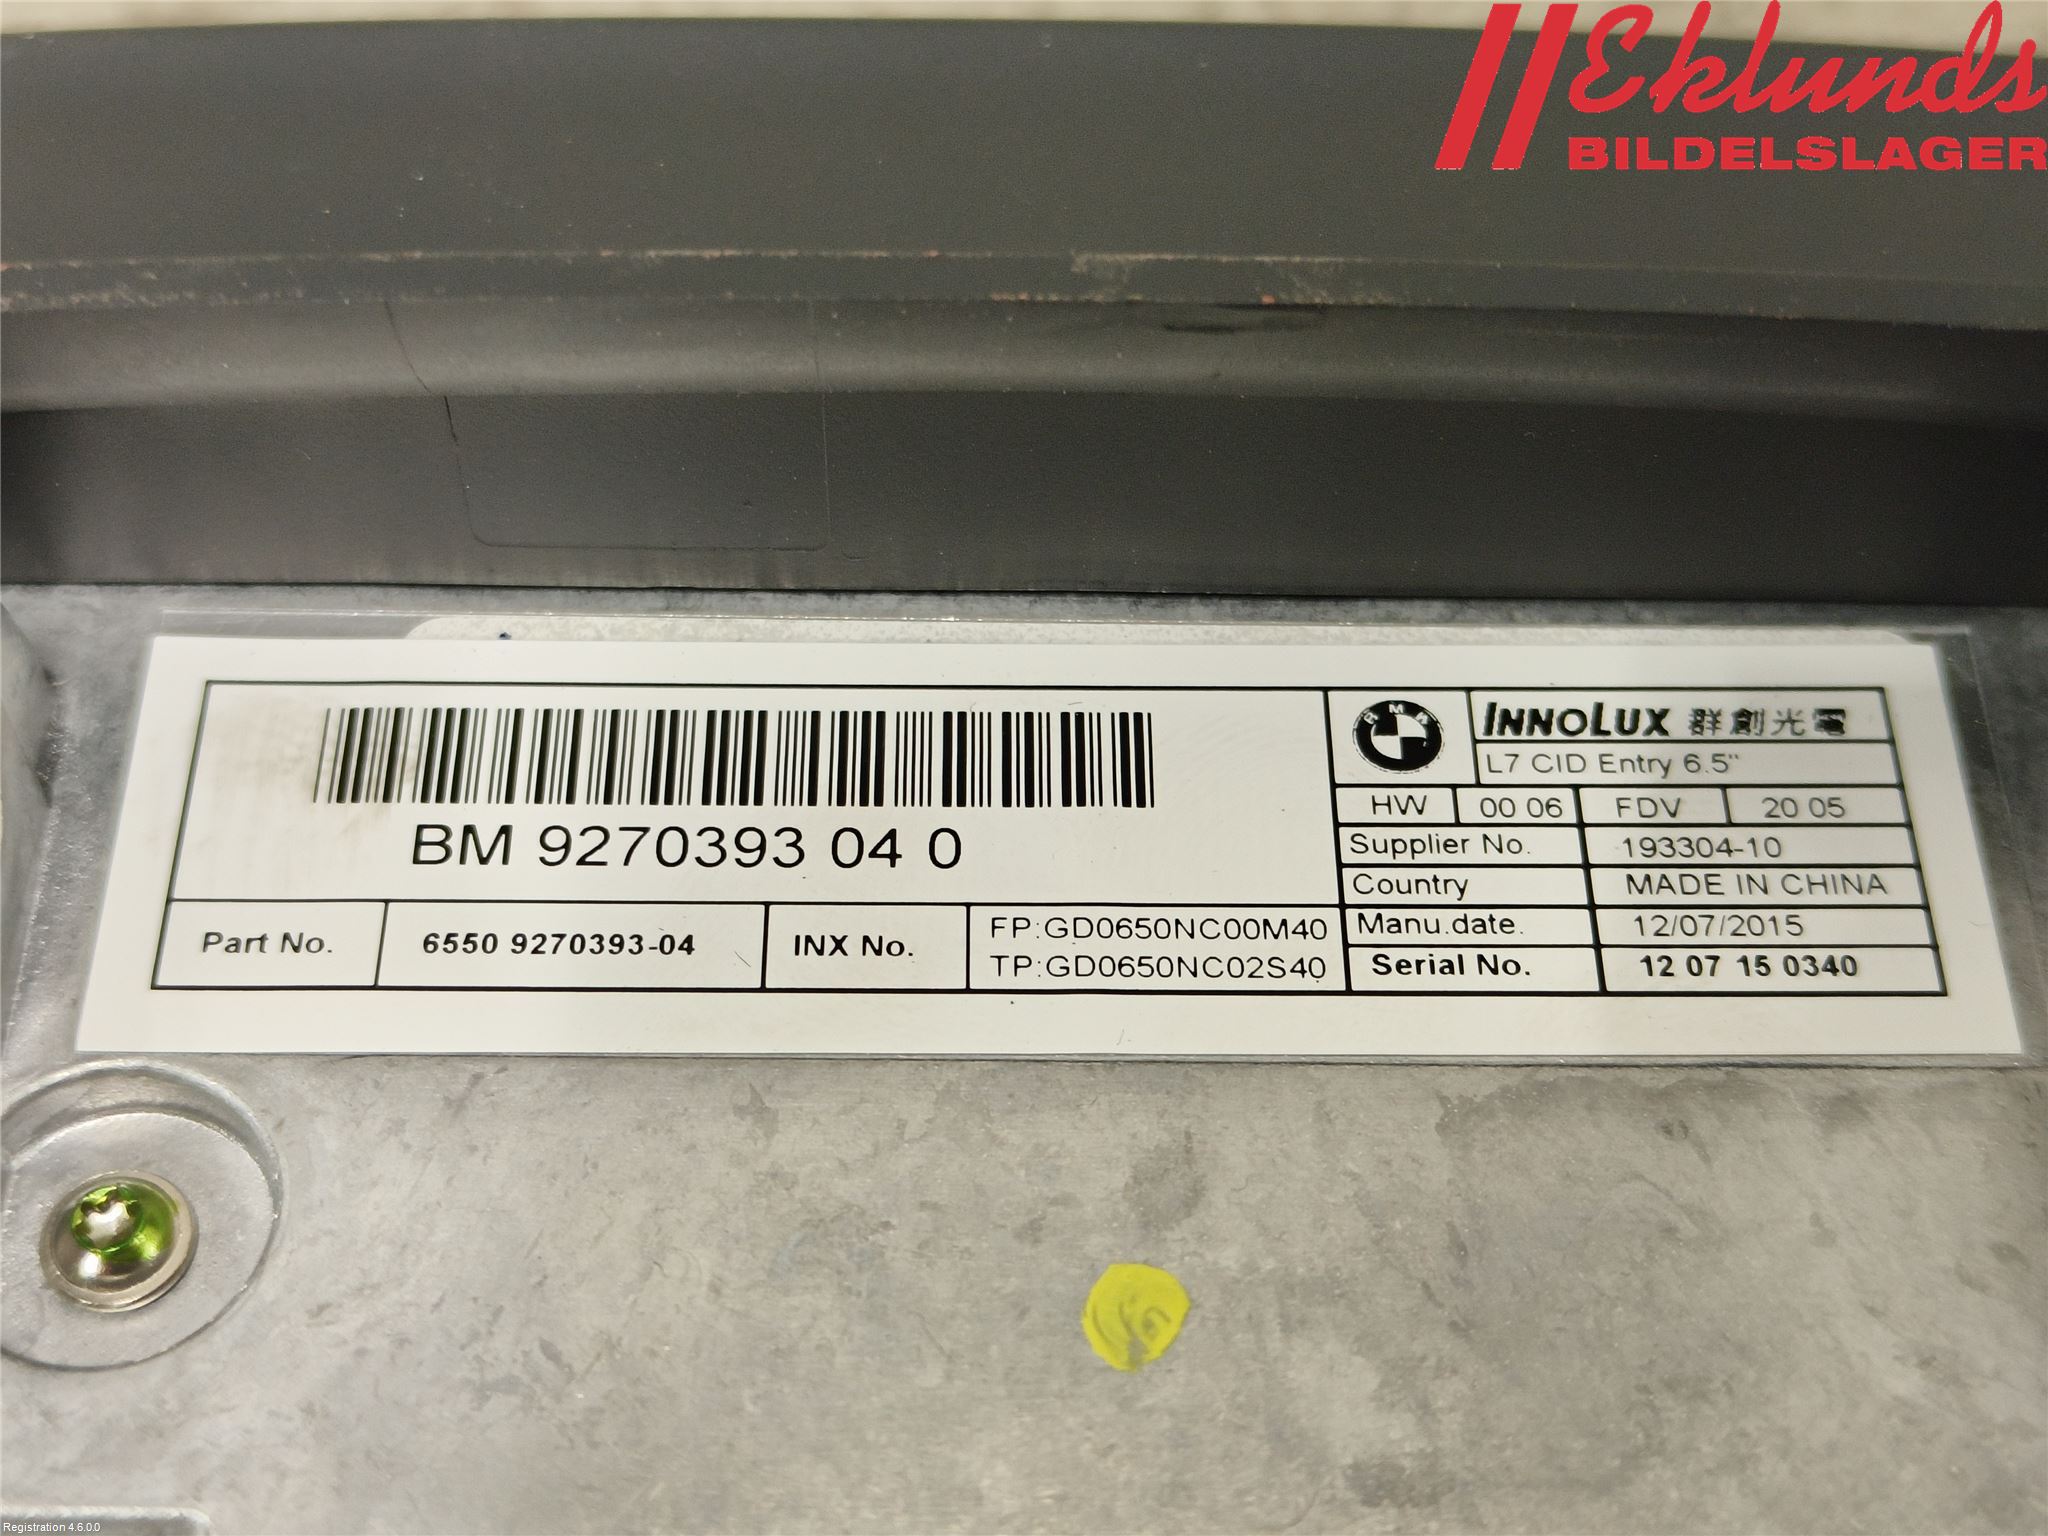 Eklunds
BILDELSLAGER
BM 9270393 04 0
Part No. 6550 9270393-04 INX No. FP:GD0650NC00M40
TP:GD0650NC02S40
BMW
INNOLUX 群創光電
L7 CID Entry 6.5"
HW 00 06 FDV 20 05
Supplier No. 193304-10
Country MADE IN CHINA
Manu.date. 12/07/2015
Serial No. 12 07 15 0340
Registration 4.6.0.0